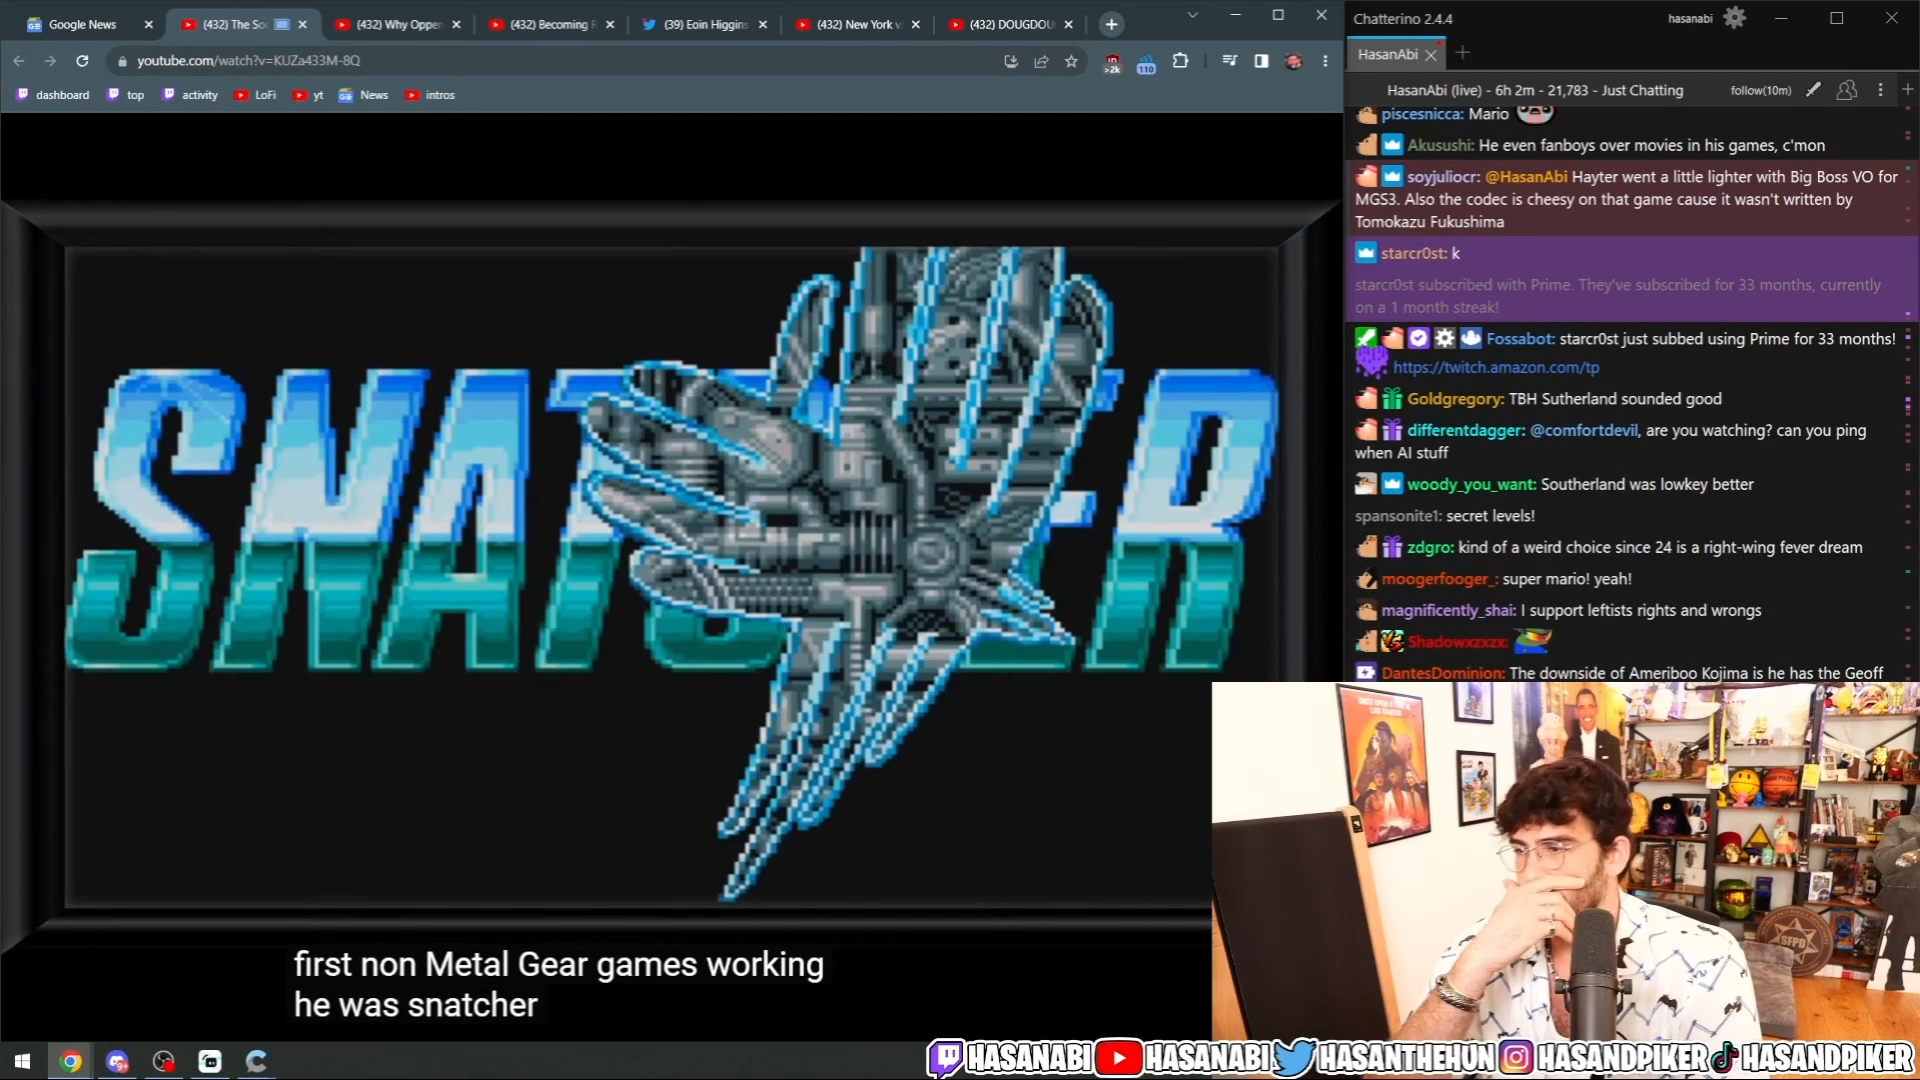 Google News
(432) The So
(432) Why Oppen
(432) Becoming
(39) Eoin Higgins
(432) New York v
(432) DOUGDOU
youtube.com/watch?v=KUZa433M-8Q
>2k
110
dashboard
top
activity
LoFi
yt
News
intros
SNATCHER
first non Metal Gear games working
he was snatcher
Chatterino 2.4.4
hasanabi
HasanAbi
HasanAbi (live) - 6h 2m - 21,783 - Just Chatting
follow(10m)
piscesnicca: Mario
Akusushi: He even fanboys over movies in his games, c'mon
soyjuliocr: @HasanAbi Hayter went a little lighter with Big Boss VO for
MGS3. Also the codec is cheesy on that game cause it wasn't written by
Tomokazu Fukushima
starcr0st: k
starcr0st subscribed with Prime. They've subscribed for 33 months, currently
on a 1 month streak!
Fossabot: starcr0st just subbed using Prime for 33 months!
https://twitch.amazon.com/tp
Goldgregory: TBH Sutherland sounded good
differentdagger: @comfortdevil, are you watching? can you ping
when AI stuff
woody_you_want: Southerland was lowkey better
spansonite1: secret levels!
zdgro: kind of a weird choice since 24 is a right-wing fever dream
moogerfooger_: super mario! yeah!
magnificently_shai: I support leftists rights and wrongs
Shadowxzxzx:
DantesDominion: The downside of Ameriboo Kojima is he has the Geoff
SFPD
HASANABI
HASANABI
HASANTHEHUN
HASANDPIKER
HASANDPIKER